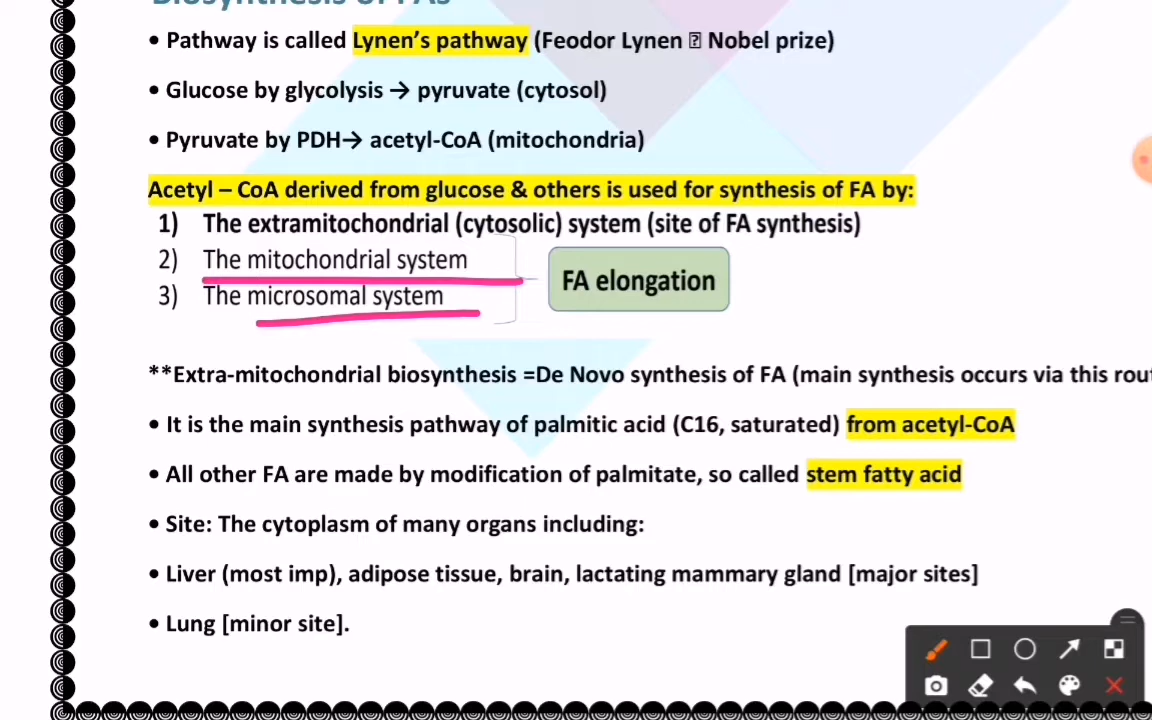 Biosynthesis of FAs
• Pathway is called Lynen's pathway (Feodor Lynen Nobel prize)
• Glucose by glycolysis → pyruvate (cytosol)
• Pyruvate by PDH→ acetyl-CoA (mitochondria)
Acetyl – CoA derived from glucose & others is used for synthesis of FA by:
1) The extramitochondrial (cytosolic) system (site of FA synthesis)
2) The mitochondrial system
FA elongation
3) The microsomal system
**Extra-mitochondrial biosynthesis =De Novo synthesis of FA (main synthesis occurs via this rout
• It is the main synthesis pathway of palmitic acid (C16, saturated) from acetyl-CoA
• All other FA are made by modification of palmitate, so called stem fatty acid
• Site: The cytoplasm of many organs including:
• Liver (most imp), adipose tissue, brain, lactating mammary gland [major sites]
• Lung [minor site].